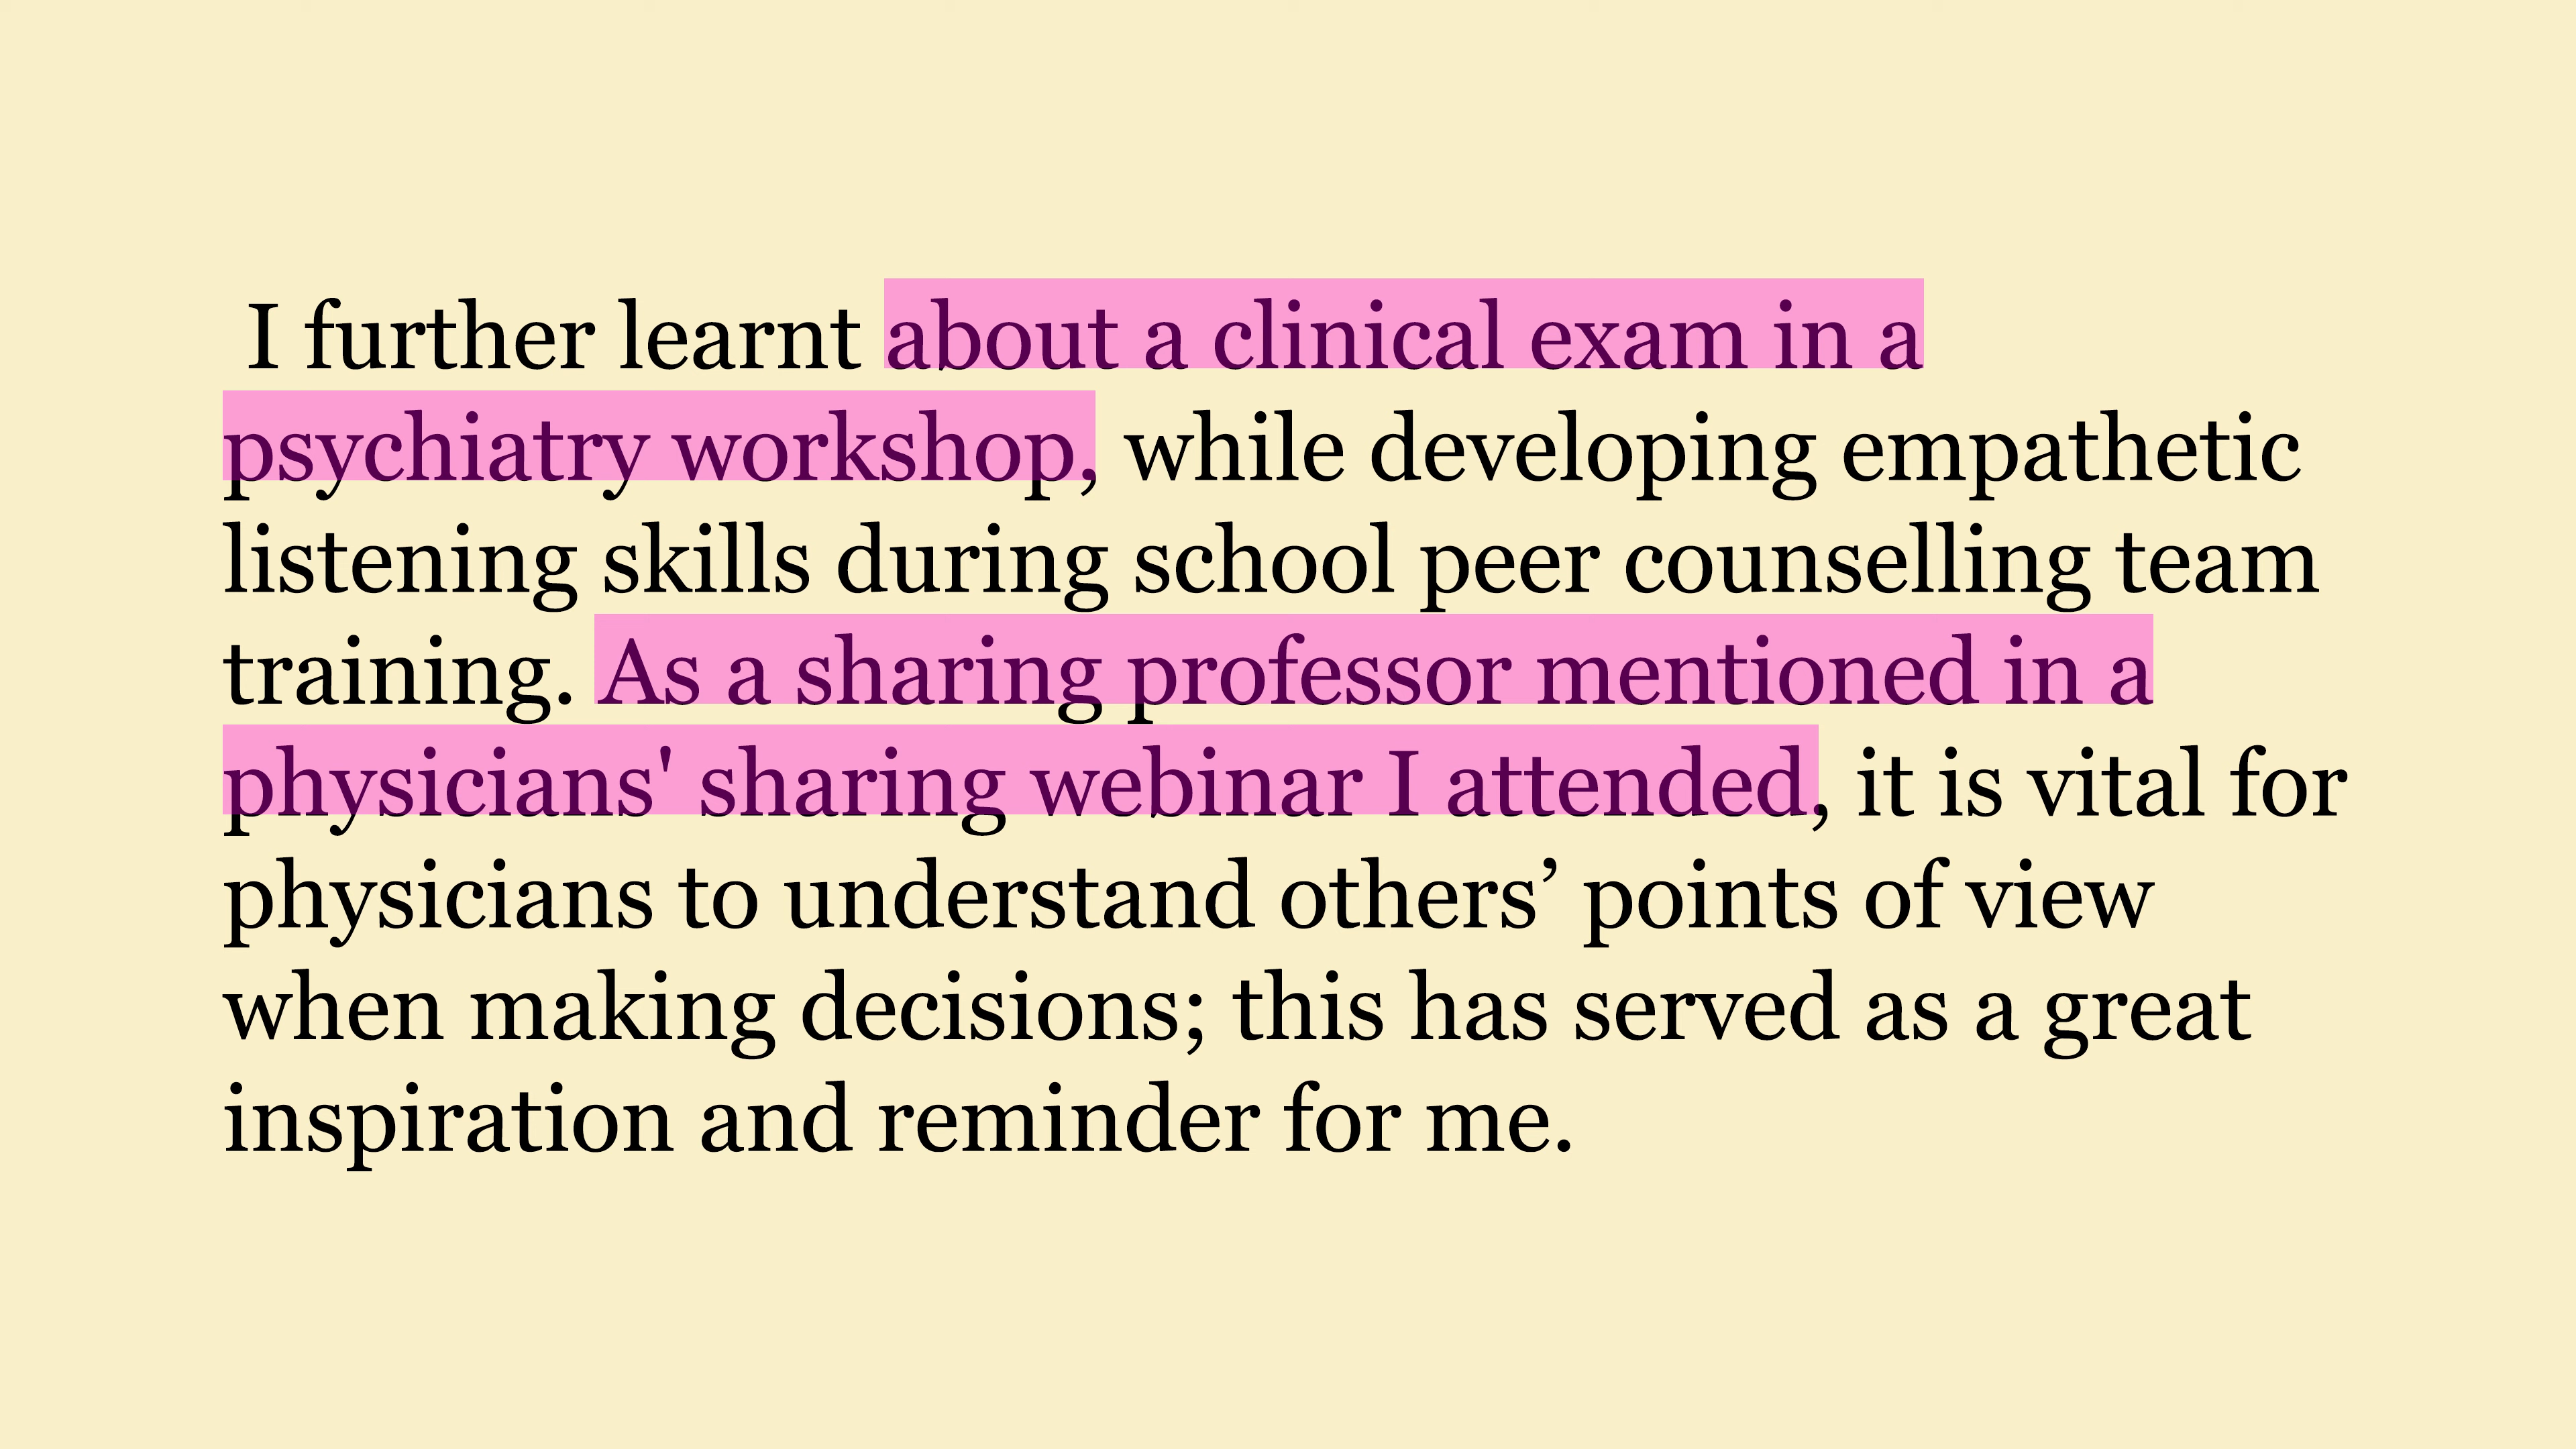 I further learnt about a clinical exam in a
psychiatry workshop, while developing empathetic
listening skills during school peer counselling team
training. As a sharing professor mentioned in a
physicians' sharing webinar I attended, it is vital for
physicians to understand others’ points of view
when making decisions; this has served as a great
inspiration and reminder for me.